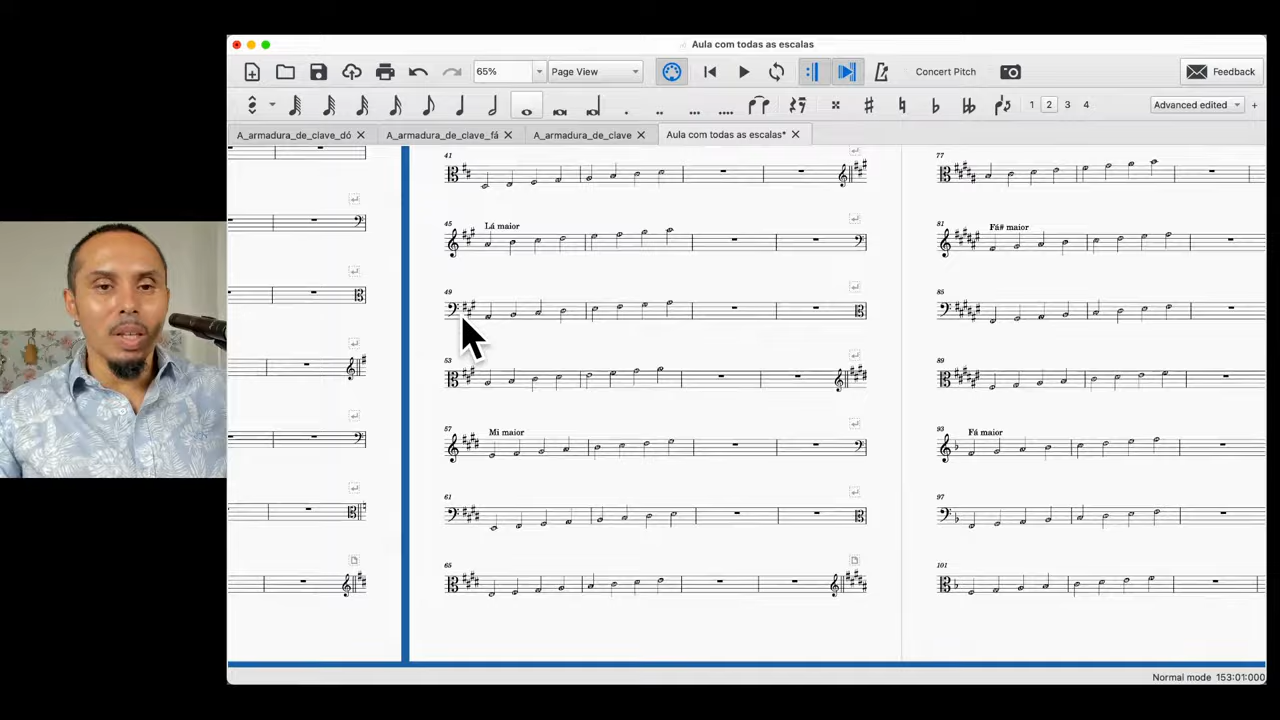 Aula com todas as escalas
65% Page View Concert Pitch Feedback
1 2 3 4 Advanced edited +
A_armadura_de_clave_dó A_armadura_de_clave_fá A_armadura_de_clave Aula com todas as escalas*
41 77
45 Lá maior 81 Fá# maior
49 85
53 89
57 Mi maior 93 Fá maior
61 97
65 101
Normal mode 153:01:000